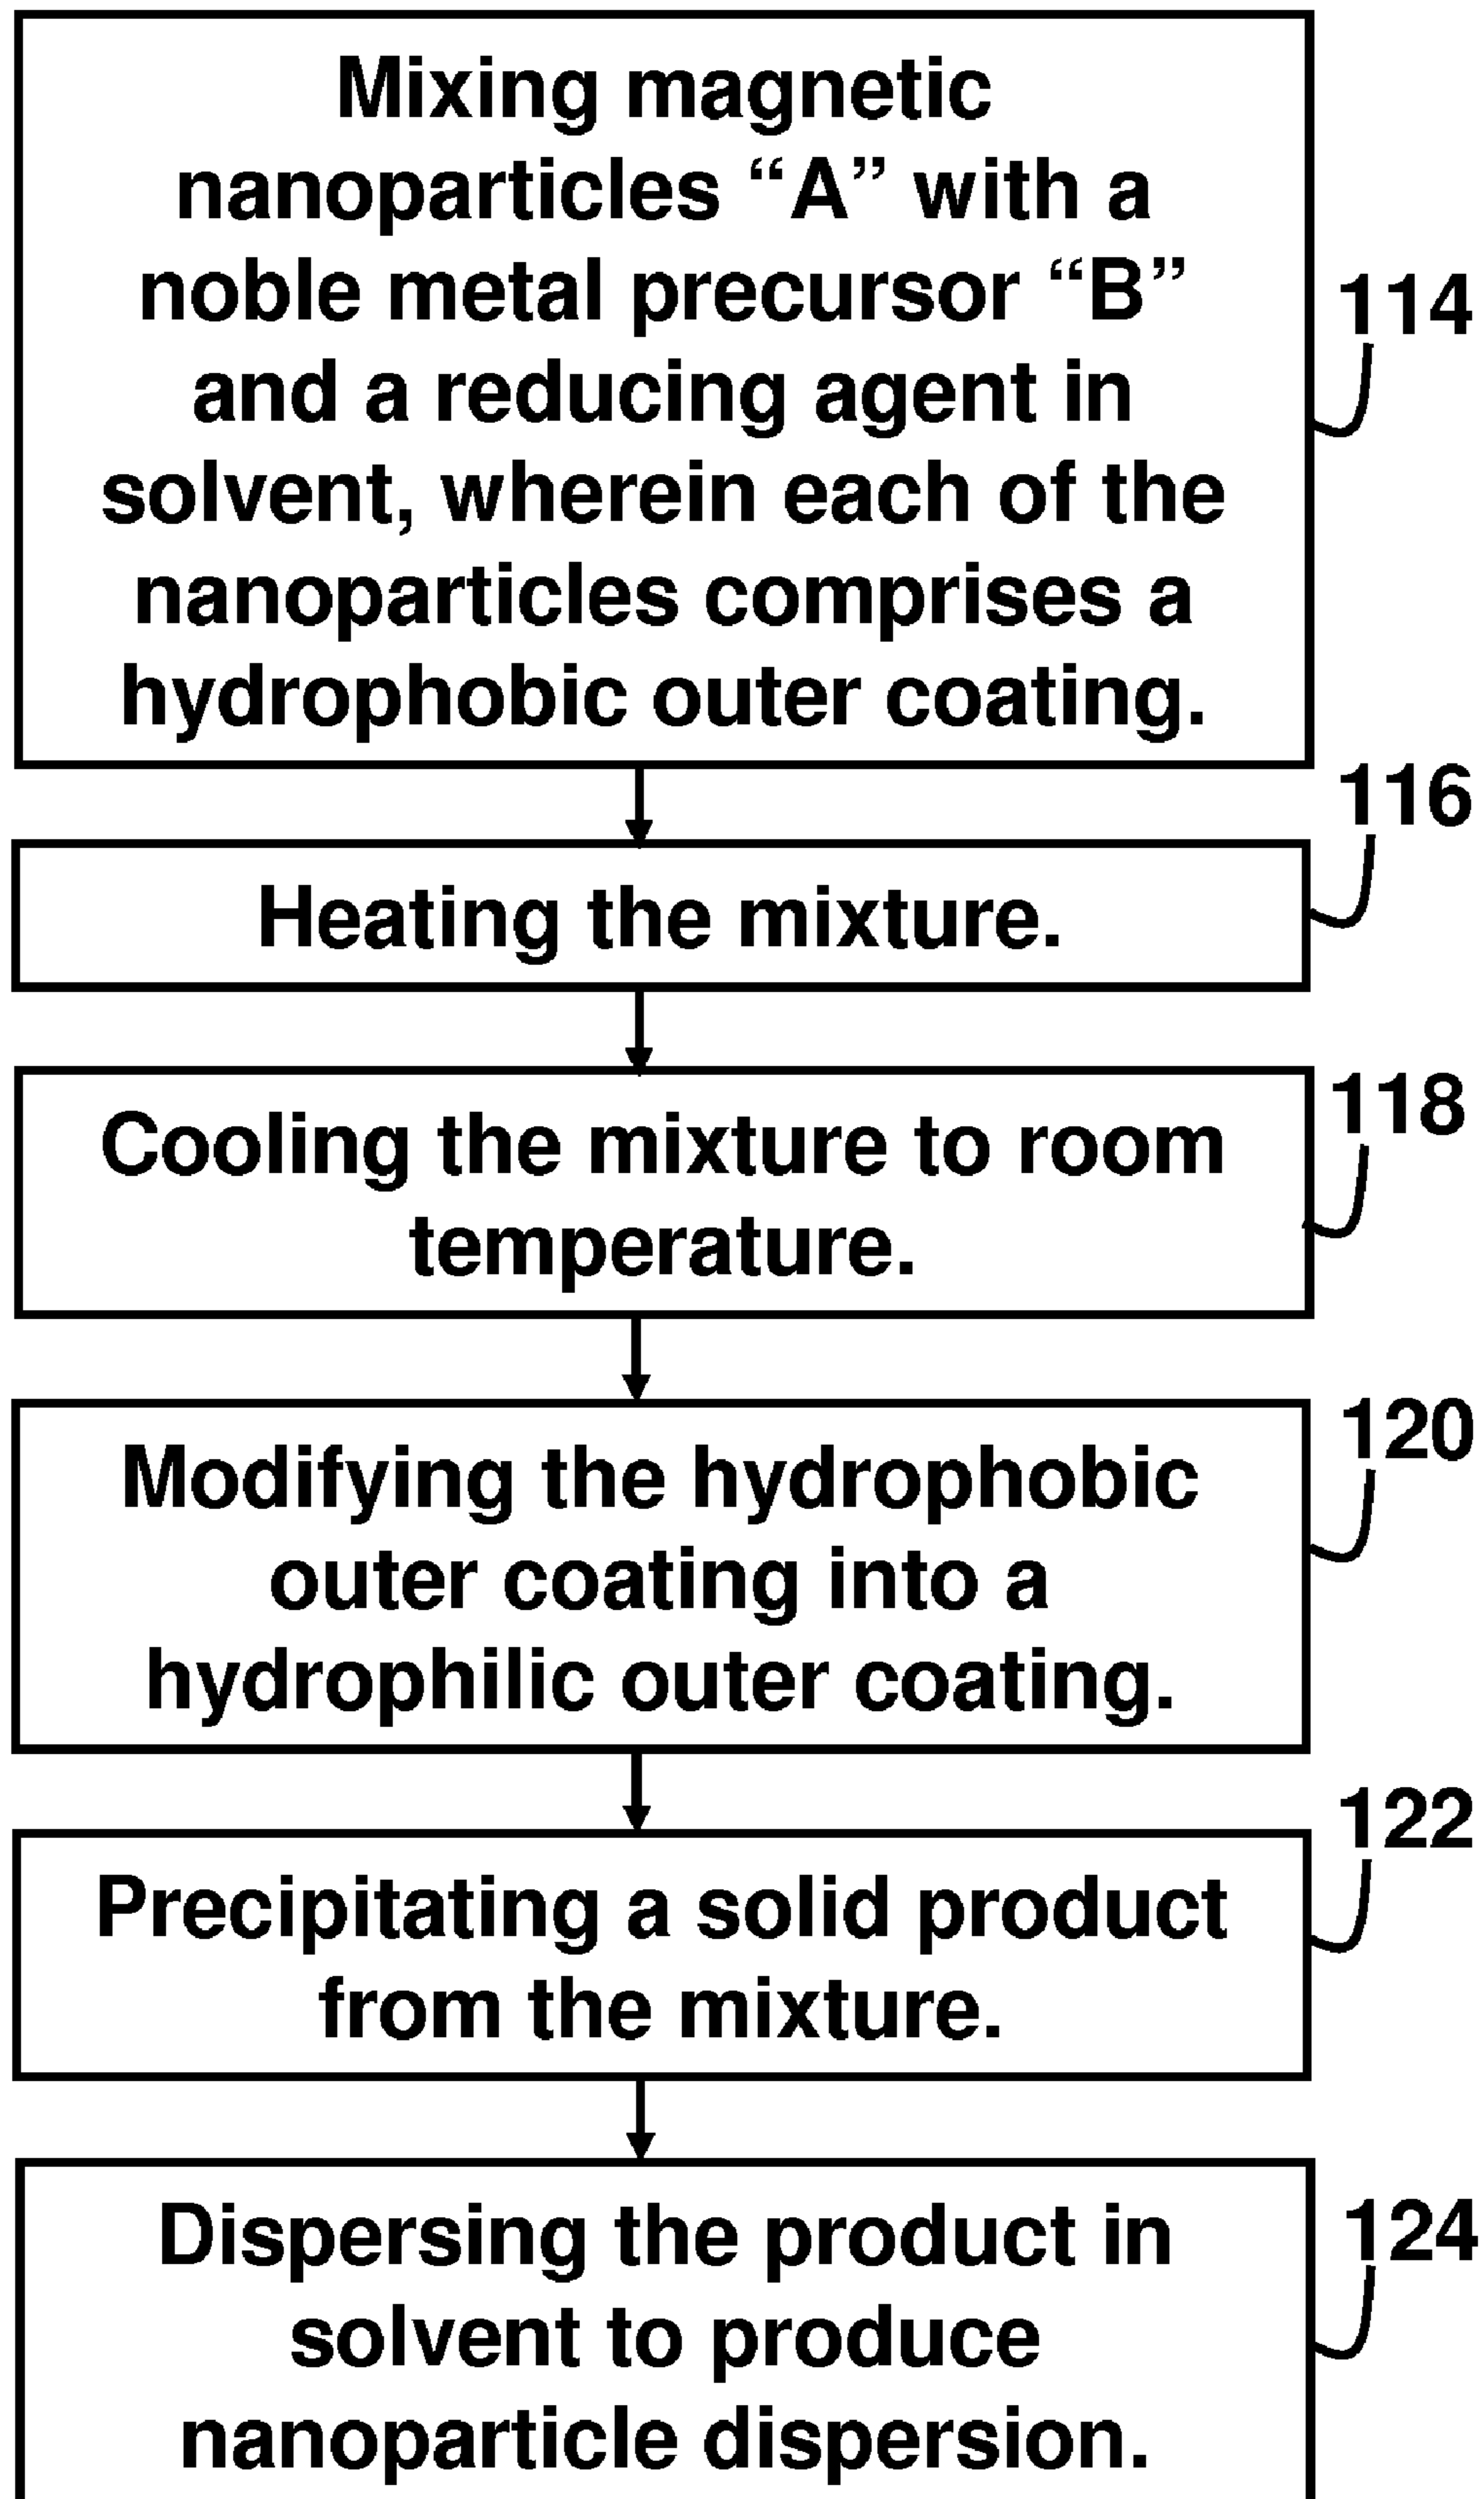 Mixing magnetic
nanoparticles “A” with a
noble metal precursor “B”
and a reducing agent in
solvent, wherein each of the
nanoparticles comprises a
hydrophobic outer coating.
114
116
Heating the mixture.
118
Cooling the mixture to room
temperature.
120
Modifying the hydrophobic
outer coating into a
hydrophilic outer coating.
122
Precipitating a solid product
from the mixture.
124
Dispersing the product in
solvent to produce
nanoparticle dispersion.